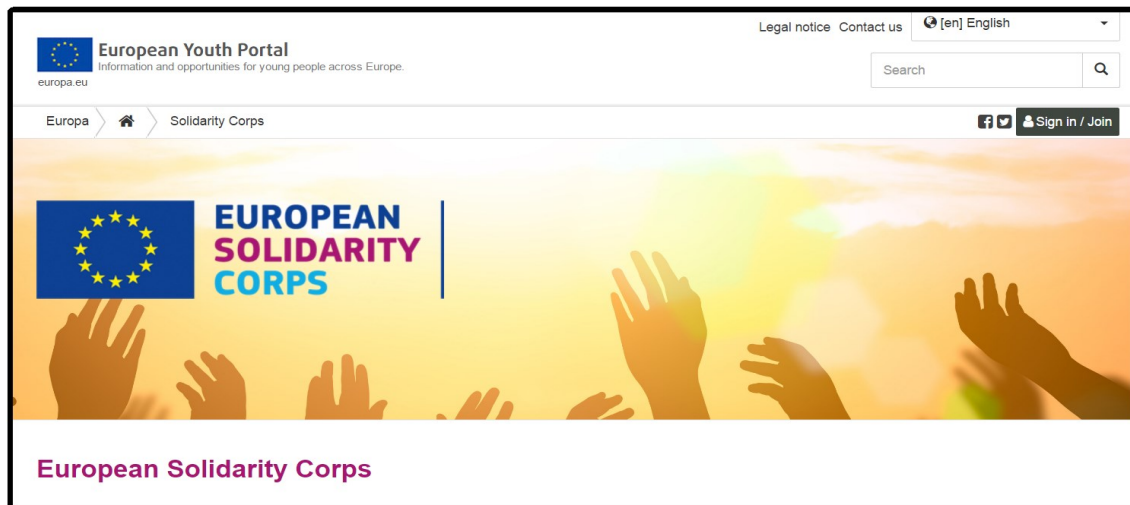 Legal notice Contact us [en] English
European Youth Portal
Information and opportunities for young people across Europe.
europa.eu
Search
Europa Solidarity Corps Sign in / Join
EUROPEAN
SOLIDARITY
CORPS
European Solidarity Corps